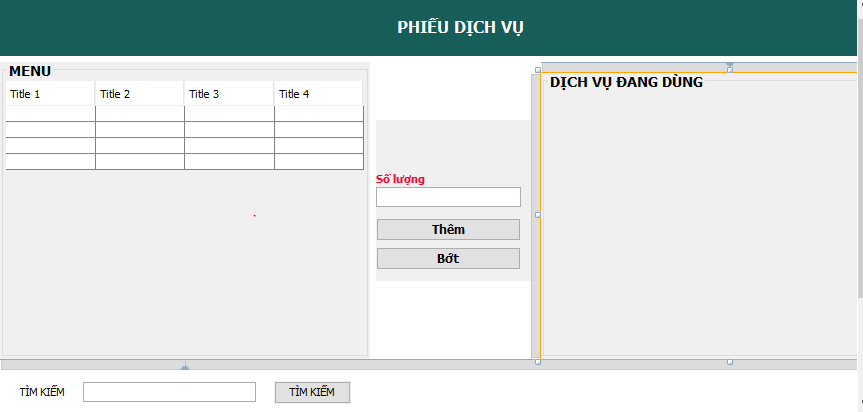 PHIẾU DỊCH VỤ
MENU
Title 1 Title 2 Title 3 Title 4
DỊCH VỤ ĐANG DÙNG
Số lượng
Thêm
Bớt
TÌM KIẾM TÌM KIẾM